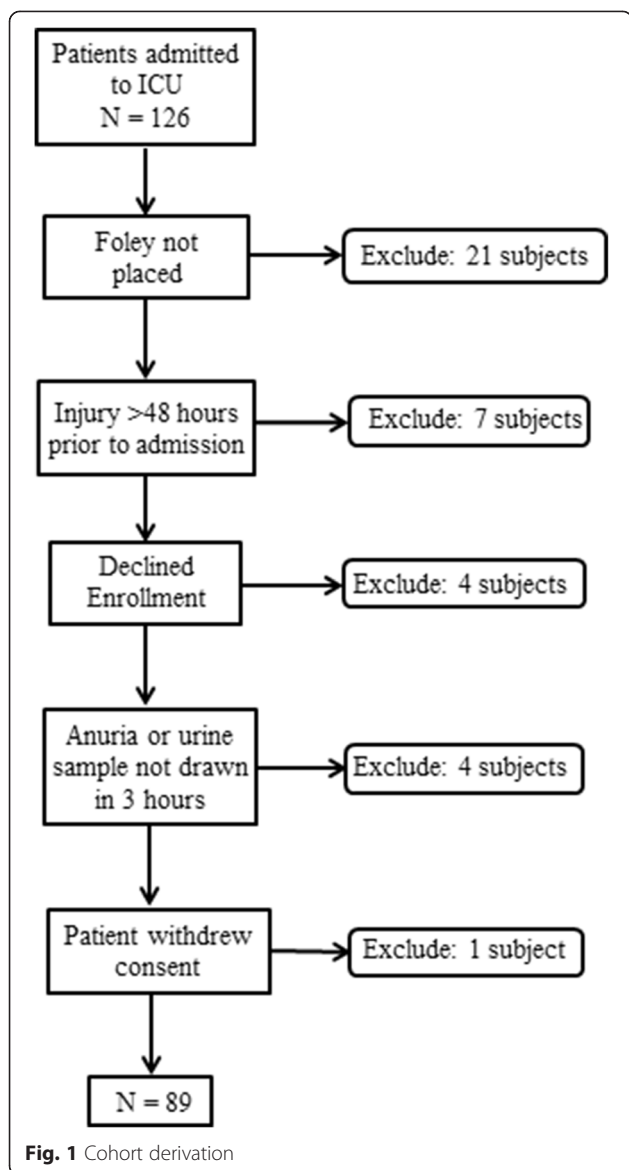 Patients admitted
to ICU
N = 126
Foley not
placed
Exclude: 21 subjects
Injury >48 hours
prior to admission
Exclude: 7 subjects
Declined
Enrollment
Exclude: 4 subjects
Anuria or urine
sample not drawn
in 3 hours
Exclude: 4 subjects
Patient withdrew
consent
Exclude: 1 subject
N = 89
Fig. 1 Cohort derivation